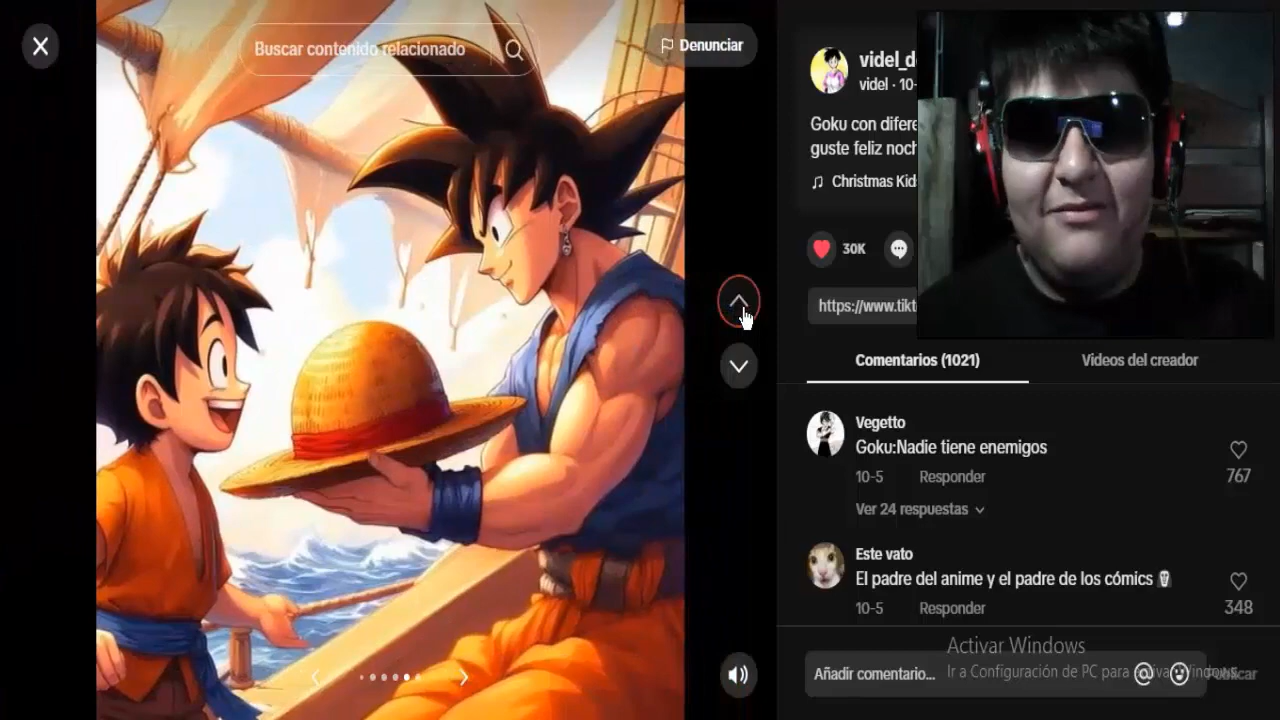 Buscar contenido relacionado
Denunciar
videl_d
videl · 10-
Goku con difere
guste feliz noch
Christmas Kid
30K
https://www.tikt
Comentarios (1021)
Videos del creador
Vegetto
Goku:Nadie tiene enemigos
767
10-5
Responder
Ver 24 respuestas
Este vato
El padre del anime y el padre de los cómics 🗿
348
10-5
Responder
Activar Windows
Ir a Configuración de PC para activar Windows.
Añadir comentario...
Publicar